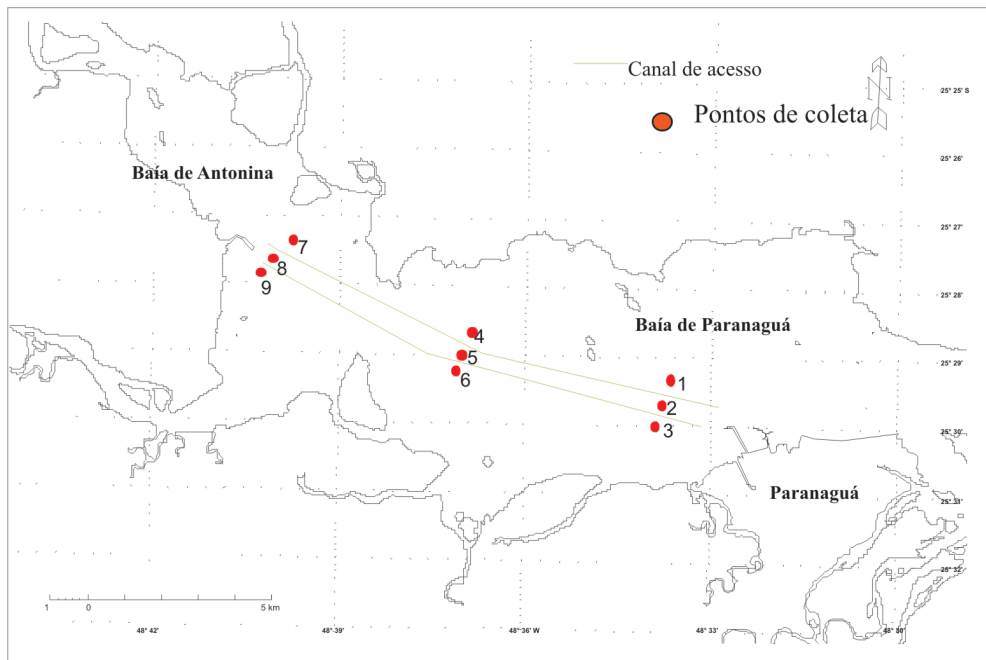 Canal de acesso
25° 25' S
Pontos de coleta
25° 26'
Baía de Antonina
25° 27'
7
8
9
25° 28'
Baía de Paranaguá
4
5
6
25° 29'
1
2
3
25° 30'
Paranaguá
25° 31'
25° 32'
1 0 5 km
48° 42' 48° 39' 48° 36' W 48° 33' 48° 30'